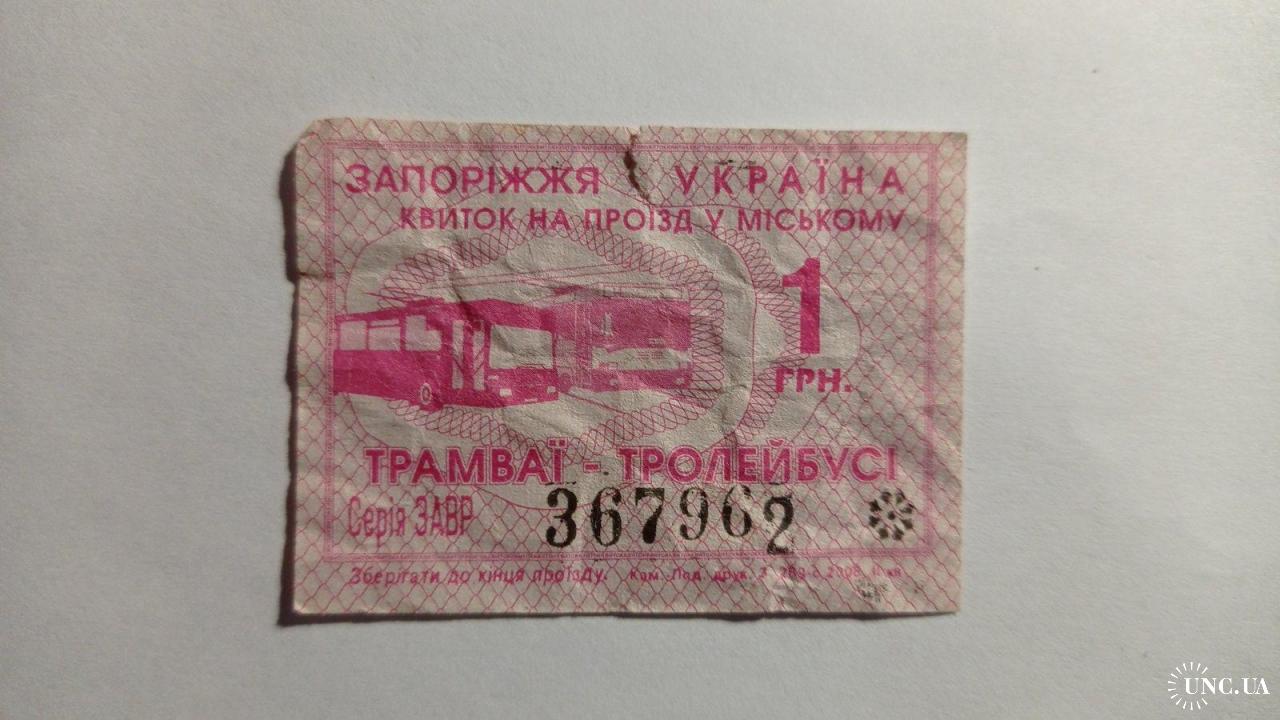 ЗАПОРІЖЖЯ УКРАЇНА
КВИТОК НА ПРОЇЗД У МІСЬКОМУ
1
ГРН.
ТРАМВАЇ - ТРОЛЕЙБУСІ
Серія ЗАВР 367962
Зберігати до кінця проїзду.
UNC.UA